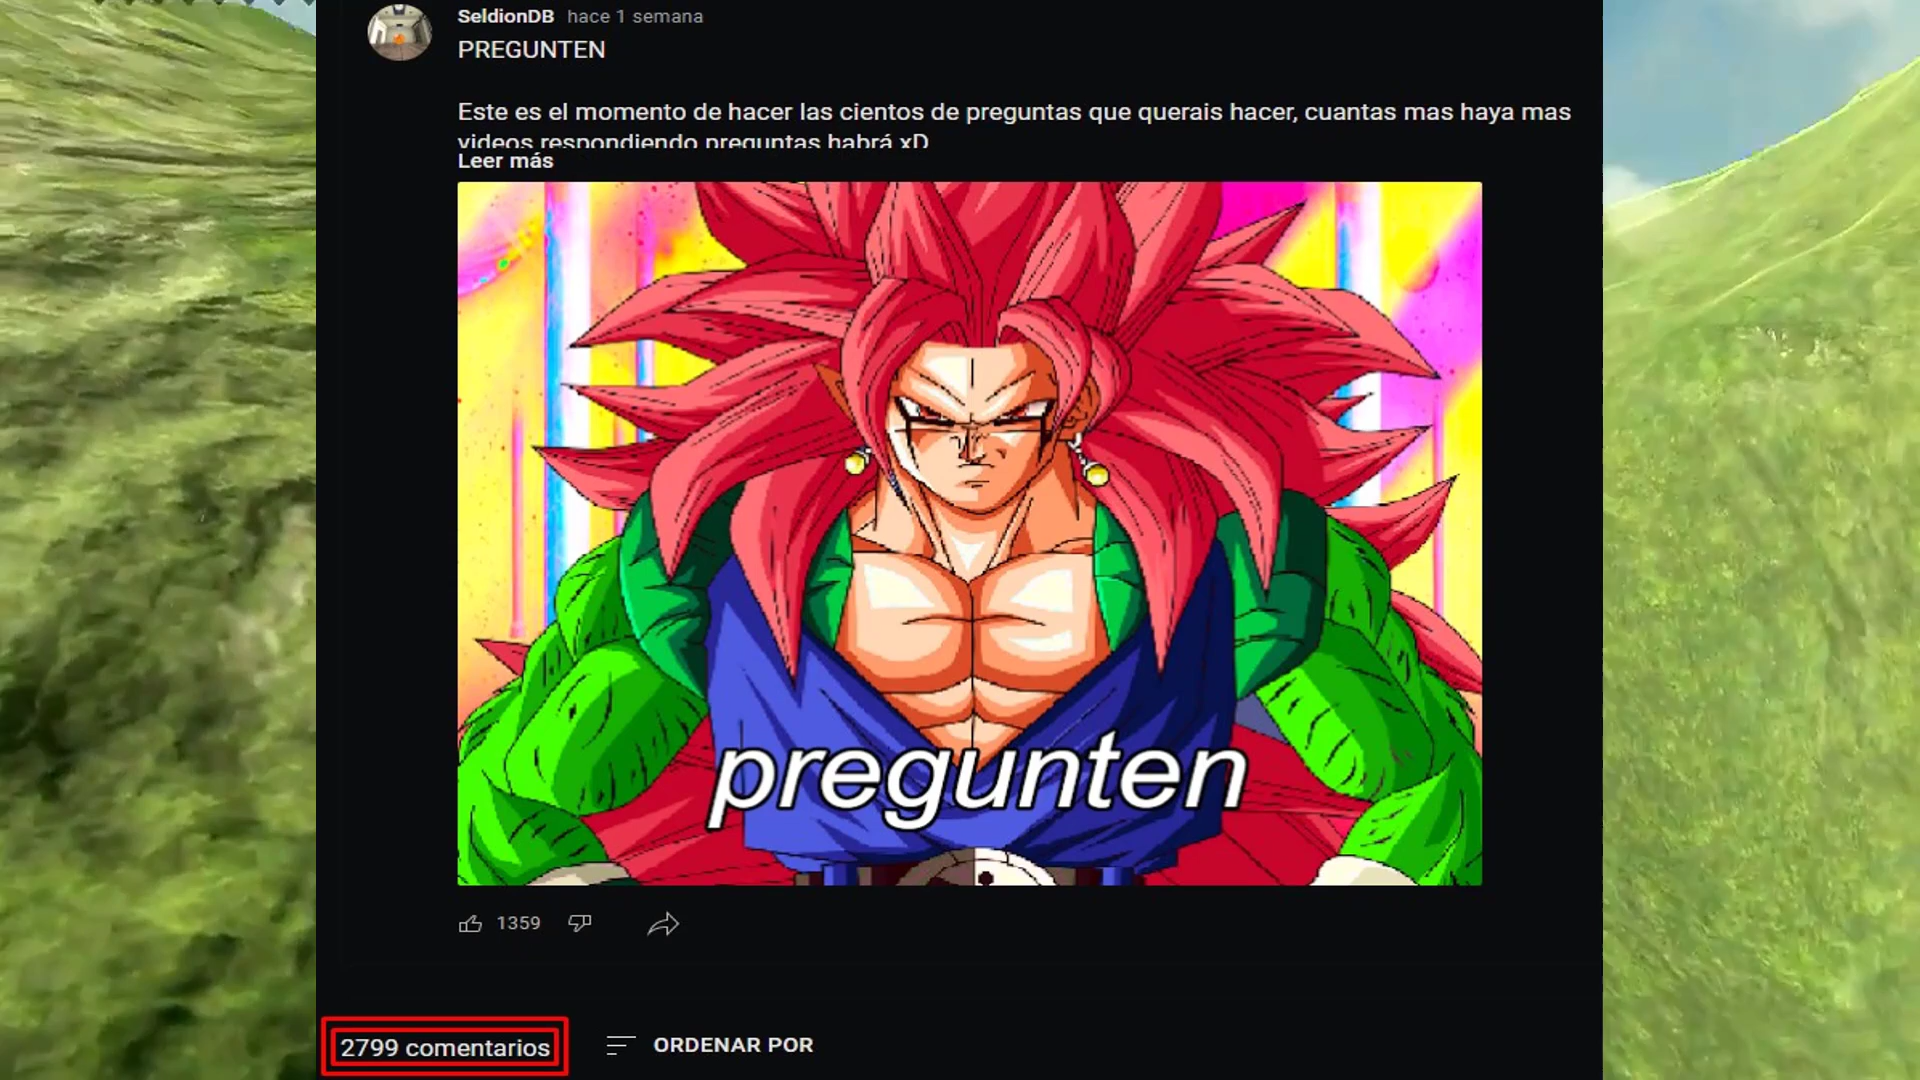 SeldionDB hace 1 semana
PREGUNTEN
Este es el momento de hacer las cientos de preguntas que querais hacer, cuantas mas haya mas
videos respondiendo preguntas habrá xD
Leer más
pregunten
1359
2799 comentarios
ORDENAR POR